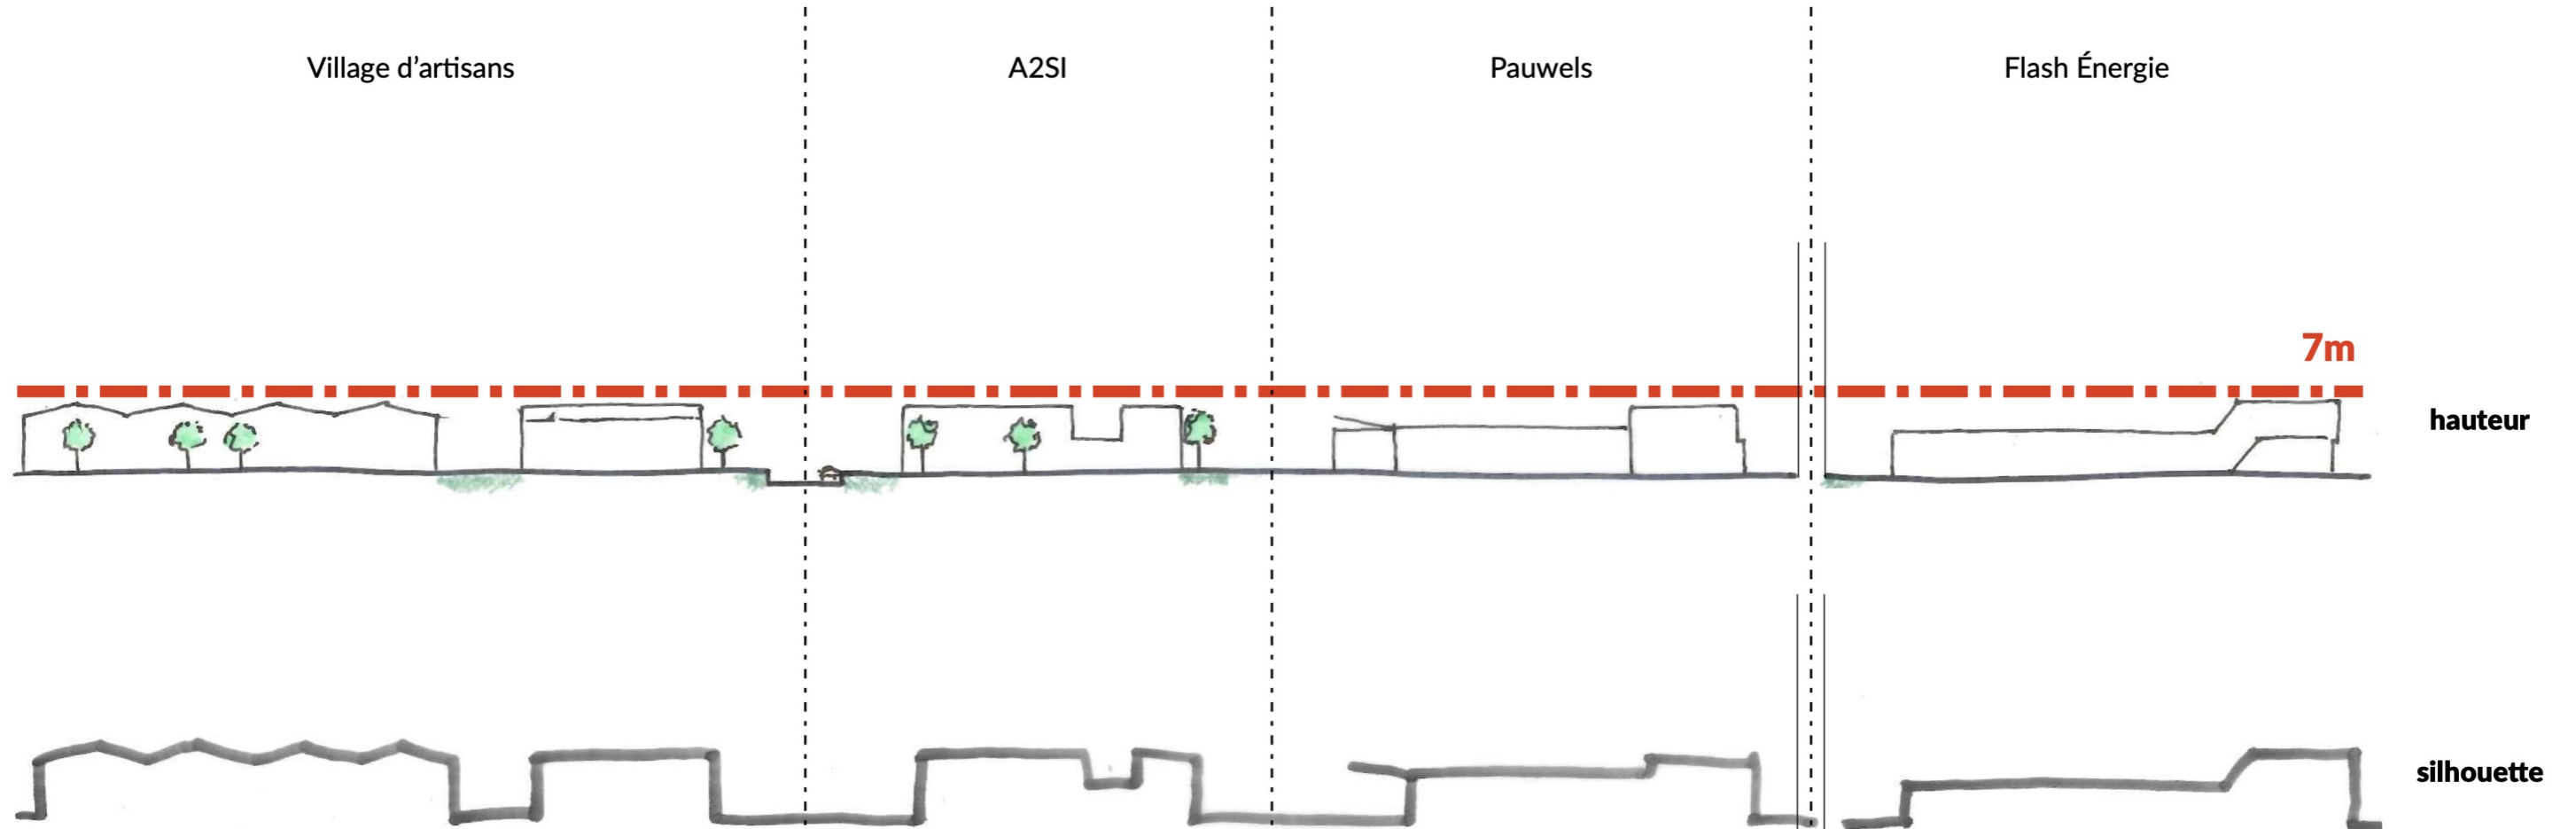 Village d’artisans
A2SI
Pauwels
Flash Énergie
7m
hauteur
silhouette